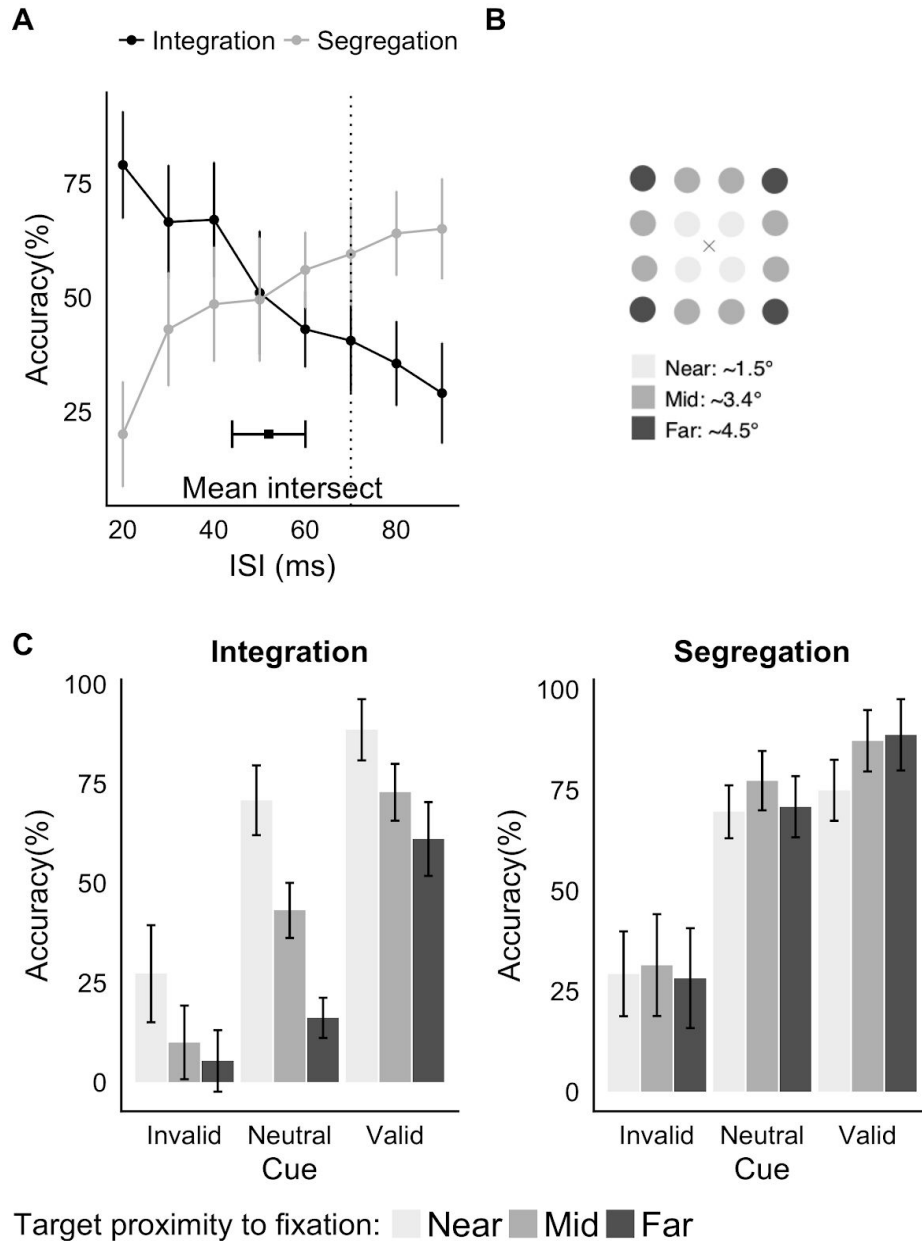 A
Integration Segregation
B
Accuracy(%)
75
50
25
Mean intersect
20 40 60 80
ISI (ms)
Near: ~1.5°
Mid: ~3.4°
Far: ~4.5°
C
Integration
Accuracy(%)
100
75
50
25
0
Invalid Neutral Valid
Cue
Segregation
Accuracy(%)
100
75
50
25
0
Invalid Neutral Valid
Cue
Target proximity to fixation: Near Mid Far